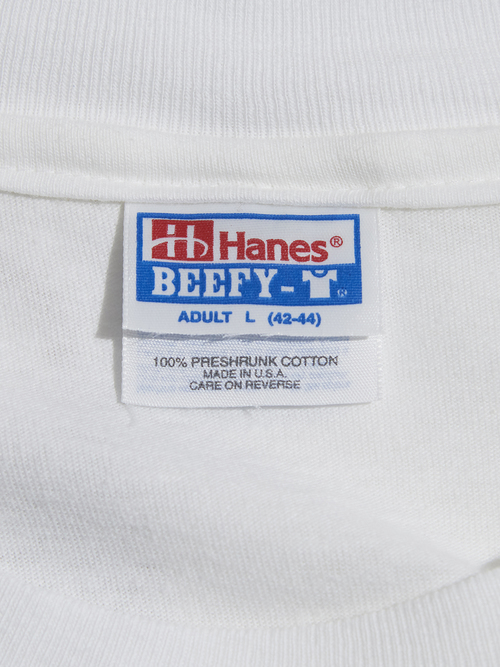 Hanes®
BEEFY-T®
ADULT L (42-44)
100% PRESHRUNK COTTON
MADE IN U.S.A.
CARE ON REVERSE